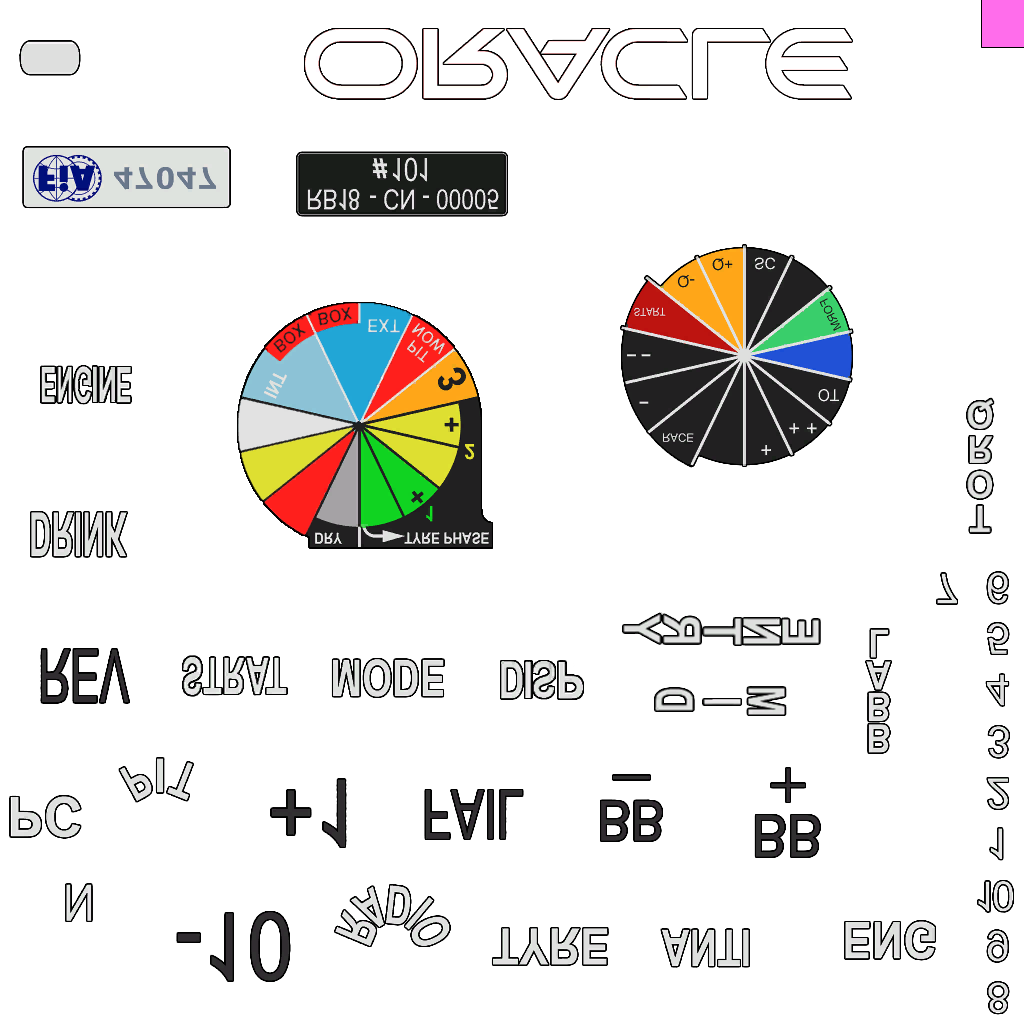 ORACLE
FIA 47047
#101
RB18 - CN - 00005
Q-
Q+
SC
START
FORM
- -
-
OT
+ +
RACE
+
BOX
BOX
EXT
PIT NOW
INT
3
+
2
+
1
DRY
TYRE PHASE
ENGINE
DRINK
TORQ
7
6
5
4
3
2
1
10
9
8
YRINE
DIM
LABB
REV
STRAT
MODE
DISP
PC
PIT
+1
FAIL
-
BB
+
BB
N
-10
RADIO
TYRE
ANTI
ENG